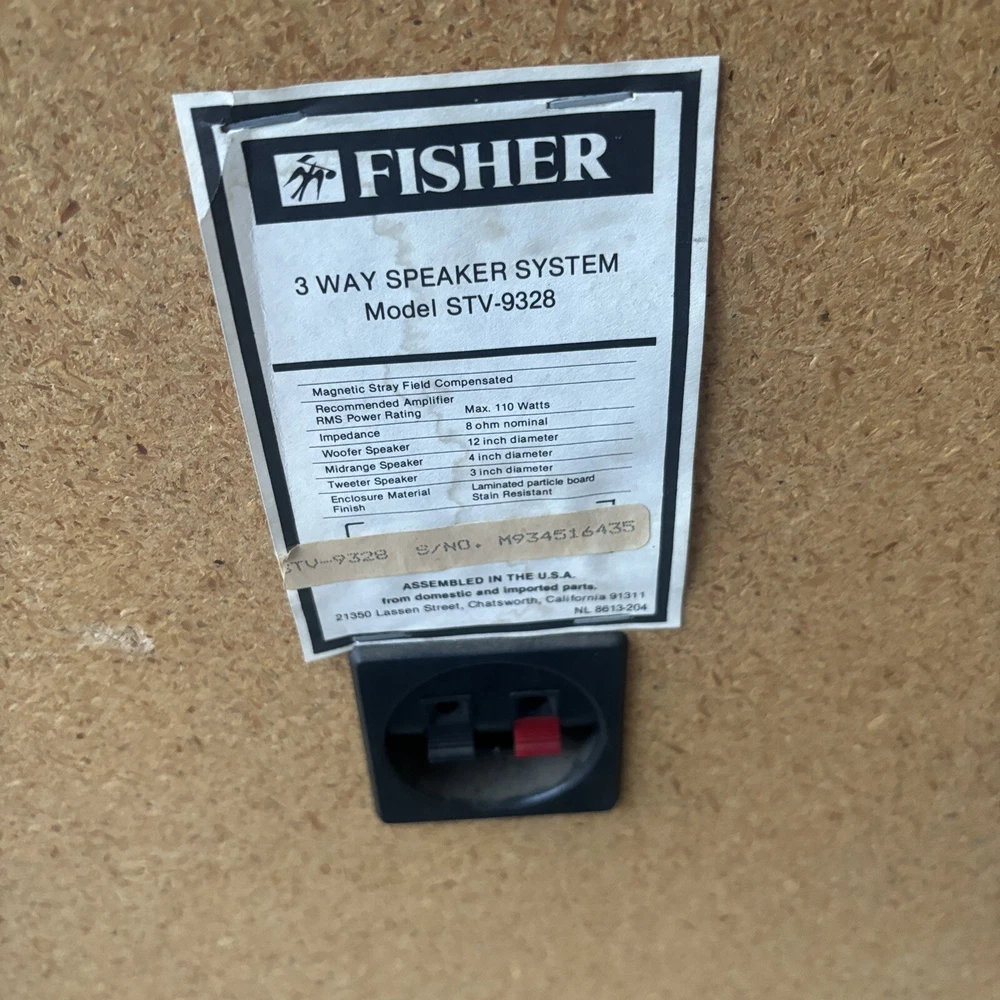 FISHER
3 WAY SPEAKER SYSTEM
Model STV-9328
Magnetic Stray Field Compensated
Recommended Amplifier
RMS Power Rating Max. 110 Watts
Impedance 8 ohm nominal
Woofer Speaker 12 inch diameter
Midrange Speaker 4 inch diameter
Tweeter Speaker 3 inch diameter
Enclosure Material Laminated particle board
Finish Stain Resistant
STV-9328 S/NO. M934516435
ASSEMBLED IN THE U.S.A.
from domestic and imported parts.
21350 Lassen Street, Chatsworth, California 91311
NL 8613-204